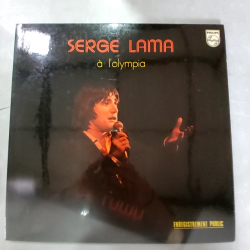 SERGE LAMA
PHILIPS
à l'olympia
ENREGISTREMENT PUBLIC